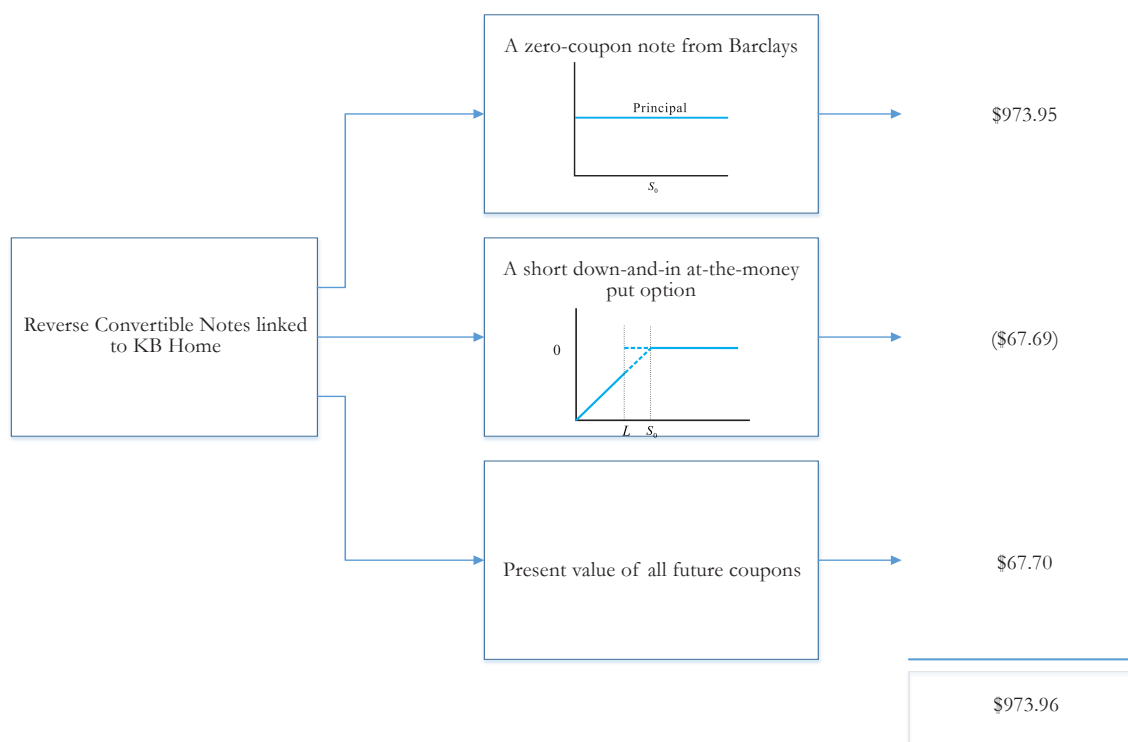 A zero-coupon note from Barclays
Principal
S₀
$973.95
Reverse Convertible Notes linked
to KB Home
A short down-and-in at-the-money
put option
0
L S₀
($67.69)
Present value of all future coupons
$67.70
$973.96